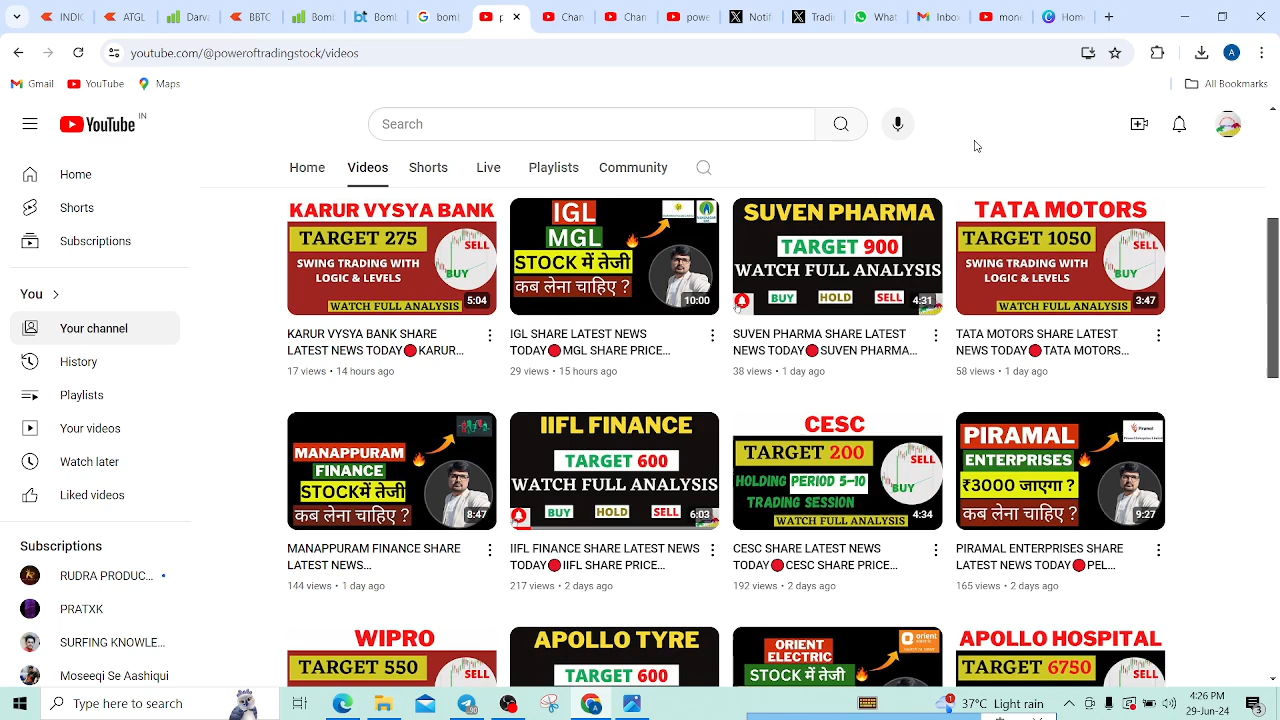 INDIC
ATGL
Darva
BBTC
Bomb
bom
p
Chan
Chan
powe
Notif
Tradi
What
Inbo
mone
Home
youtube.com/@poweroftradingstock/videos
A
Gmail YouTube Maps
All Bookmarks
YouTube IN
Search
Home Videos Shorts Live Playlists Community
Home
Shorts
Subscriptions
You
Your channel
History
Playlists
Your videos
Watch later
Liked videos
Subscriptions
RUDRA PRODUC...
PRATXK
SURFING KNOWLE...
Moseqqi Siddiqui
KARUR VYSYA BANK
TARGET 275
SWING TRADING WITH
LOGIC & LEVELS
SELL
BUY
WATCH FULL ANALYSIS
5:04
KARUR VYSYA BANK SHARE
LATEST NEWS TODAY🔴KARUR...
17 views • 14 hours ago
IGL
MGL
STOCK में तेजी
कब लेना चाहिए ?
10:00
IGL SHARE LATEST NEWS
TODAY🔴MGL SHARE PRICE...
29 views • 15 hours ago
SUVEN PHARMA
TARGET 900
WATCH FULL ANALYSIS
BUY HOLD SELL
4:31
SUVEN PHARMA SHARE LATEST
NEWS TODAY🔴SUVEN PHARMA...
38 views • 1 day ago
TATA MOTORS
TARGET 1050
SWING TRADING WITH
LOGIC & LEVELS
SELL
BUY
WATCH FULL ANALYSIS
3:47
TATA MOTORS SHARE LATEST
NEWS TODAY🔴TATA MOTORS...
58 views • 1 day ago
MANAPPURAM
FINANCE
STOCKमें तेजी
कब लेना चाहिए ?
8:47
MANAPPURAM FINANCE SHARE
LATEST NEWS...
144 views • 1 day ago
IIFL FINANCE
TARGET 600
WATCH FULL ANALYSIS
BUY HOLD SELL
6:03
IIFL FINANCE SHARE LATEST NEWS
TODAY🔴IIFL SHARE PRICE...
217 views • 2 days ago
CESC
TARGET 200
HOLDING PERIOD 5-10
TRADING SESSION
SELL
BUY
WATCH FULL ANALYSIS
4:34
CESC SHARE LATEST NEWS
TODAY🔴CESC SHARE PRICE...
192 views • 2 days ago
PIRAMAL
ENTERPRISES
₹3000 जाएगा ?
कब लेना चाहिए ?
Piramal
9:27
PIRAMAL ENTERPRISES SHARE
LATEST NEWS TODAY🔴PEL...
165 views • 2 days ago
WIPRO
TARGET 550
SELL
APOLLO TYRE
TARGET 600
ORIENT
ELECTRIC
STOCK में तेजी
orient
APOLLO HOSPITAL
TARGET 6750
SELL
Type here to search
90
A
1
37°C Light rain
ENG
4:26 PM
29-Jun-24
3